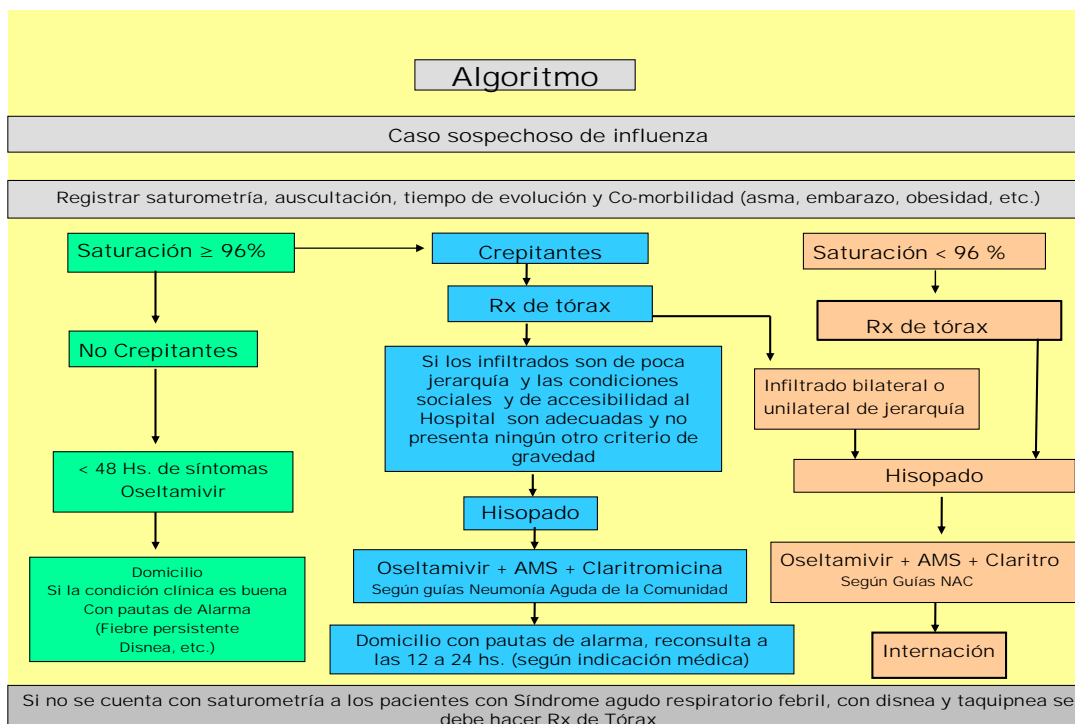 Algoritmo
Caso sospechoso de influenza
Registrar saturometría, auscultación, tiempo de evolución y Co-morbilidad (asma, embarazo, obesidad, etc.)
Saturación ≥ 96%
No Crepitantes
< 48 Hs. de síntomas
Oseltamivir
Domicilio
Si la condición clínica es buena
Con pautas de Alarma
(Fiebre persistente
Disnea, etc.)
Crepitantes
Rx de tórax
Si los infiltrados son de poca
jerarquía y las condiciones
sociales y de accesibilidad al
Hospital son adecuadas y no
presenta ningún otro criterio de
gravedad
Hisopado
Oseltamivir + AMS + Claritromicina
Según guías Neumonía Aguda de la Comunidad
Domicilio con pautas de alarma, reconsulta a
las 12 a 24 hs. (según indicación médica)
Saturación < 96 %
Rx de tórax
Infiltrado bilateral o
unilateral de jerarquía
Hisopado
Oseltamivir + AMS + Claritro
Según Guías NAC
Internación
Si no se cuenta con saturometría a los pacientes con Síndrome agudo respiratorio febril, con disnea y taquipnea se
debe hacer Rx de Tórax